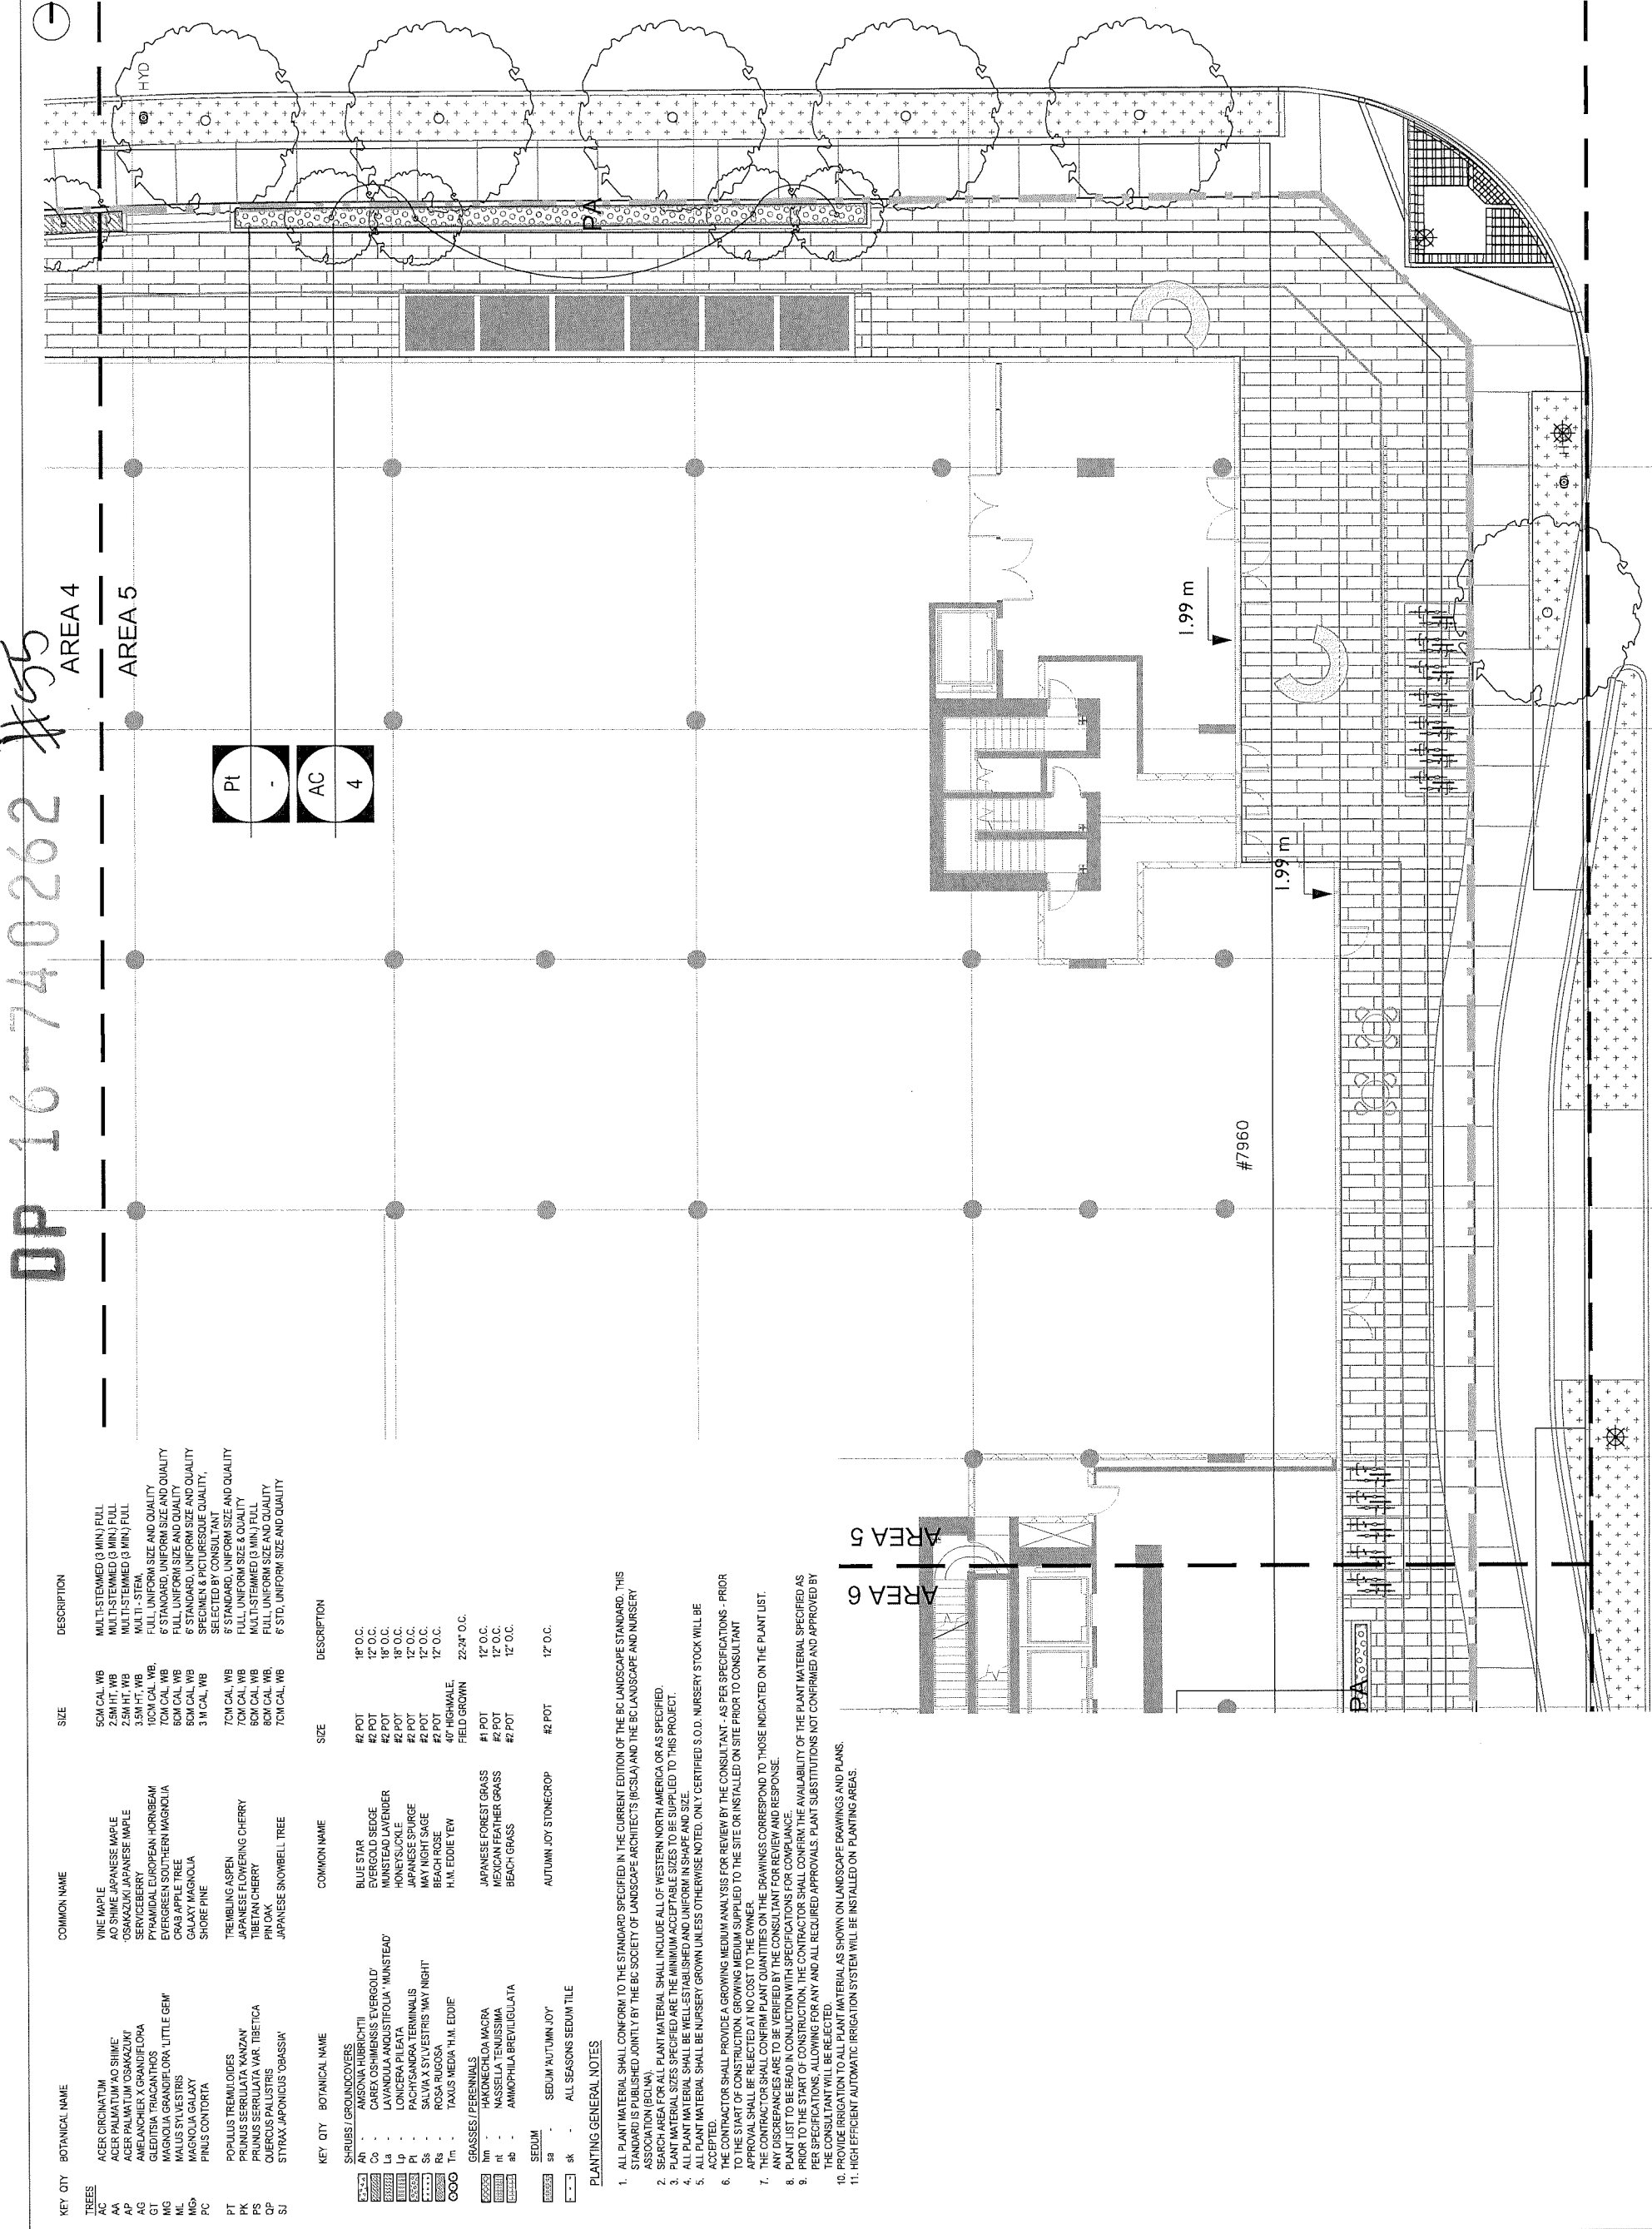 DP 16-740262 #55
AREA 4
AREA 5
HYD
PA
Pt
-
AC
4
1.99 m
1.99 m
#7960
AREA 5
AREA 6
PA
KEY QTY BOTANICAL NAME COMMON NAME SIZE DESCRIPTION
TREES
AC ACER CIRCINATUM VINE MAPLE 5CM CAL. WB MULTI-STEMMED (3 MIN.) FULL
AA ACER PALMATUM 'AO SHIME' AO SHIME JAPANESE MAPLE 2.5M HT, WB MULTI-STEMMED (3 MIN.) FULL
AP ACER PALMATUM 'OSAKAZUKI' 'OSAKAZUKI JAPANESE MAPLE 2.5M HT, WB MULTI-STEMMED (3 MIN.) FULL
AG AMELANCHIER X GRANDIFLORA SERVICEBERRY 3.5M HT, WB MULTI - STEM,
GT GLEDITSIA TRIACANTHOS PYRAMIDAL EUROPEAN HORNBEAM 10CM CAL. WB, FULL, UNIFORM SIZE AND QUALITY
MG MAGNOLIA GRANDIFLORA 'LITTLE GEM' EVERGREEN SOUTHERN MAGNOLIA 7CM CAL, WB 6' STANDARD, UNIFORM SIZE AND QUALITY
ML MALUS SYLVESTRIS CRAB APPLE TREE 6CM CAL, WB FULL, UNIFORM SIZE AND QUALITY
MGa MAGNOLIA GALAXY GALAXY MAGNOLIA 6CM CAL, WB 6' STANDARD, UNIFORM SIZE AND QUALITY
PC PINUS CONTORTA SHORE PINE 3 M CAL, WB SPECIMEN & PICTURESQUE QUALITY,
SELECTED BY CONSULTANT
PT POPULUS TREMULOIDES TREMBLING ASPEN 7CM CAL, WB 6' STANDARD, UNIFORM SIZE AND QUALITY
PK PRUNUS SERRULATA 'KANZAN' JAPANESE FLOWERING CHERRY 7CM CAL, WB FULL, UNIFORM SIZE & QUALITY
PS PRUNUS SERRULATA VAR. TIBETICA TIBETAN CHERRY 6CM CAL, WB MULTI-STEMMED (3 MIN.) FULL
QP QUERCUS PALUSTRIS PIN OAK 8CM CAL. WB, FULL, UNIFORM SIZE AND QUALITY
SJ STYRAX JAPONICUS 'OBASSIA' JAPANESE SNOWBELL TREE 7CM CAL, WB 6' STD, UNIFORM SIZE AND QUALITY
KEY QTY BOTANICAL NAME COMMON NAME SIZE DESCRIPTION
SHRUBS / GROUNDCOVERS
Ah - AMSONIA HUBRICHTII BLUE STAR #2 POT 18" O.C.
Co - CAREX OSHIMENSIS 'EVERGOLD' EVERGOLD SEDGE #2 POT 12" O.C.
La - LAVANDULA ANGUSTIFOLIA ' MUNSTEAD' MUNSTEAD LAVENDER #2 POT 18" O.C.
Lp - LONICERA PILEATA HONEYSUCKLE #2 POT 18" O.C.
Pt - PACHYSANDRA TERMINALIS JAPANESE SPURGE #2 POT 12" O.C.
Ss - SALVIA X SYLVESTRIS 'MAY NIGHT' MAY NIGHT SAGE #2 POT 12" O.C.
Rs - ROSA RUGOSA BEACH ROSE #2 POT 12" O.C.
Tm - TAXUS MEDIA 'H.M. EDDIE' H.M. EDDIE YEW 40" HIGHMALE, 22-24" O.C.
FIELD GROWN
GRASSES / PERENNIALS
hm - HAKONECHLOA MACRA JAPANESE FOREST GRASS #1 POT 12" O.C.
nt - NASSELLA TENUISSIMA MEXICAN FEATHER GRASS #2 POT 12" O.C.
ab - AMMOPHILA BREVILIGULATA BEACH GRASS #2 POT 12" O.C.
SEDUM
sa - SEDUM 'AUTUMN JOY' AUTUMN JOY STONECROP #2 POT 12" O.C.
sk - ALL SEASONS SEDUM TILE
PLANTING GENERAL NOTES
1. ALL PLANT MATERIAL SHALL CONFORM TO THE STANDARD SPECIFIED IN THE CURRENT EDITION OF THE BC LANDSCAPE STANDARD. THIS
STANDARD IS PUBLISHED JOINTLY BY THE BC SOCIETY OF LANDSCAPE ARCHITECTS (BCSLA) AND THE BC LANDSCAPE AND NURSERY
ASSOCIATION (BCLNA).
2. SEARCH AREA FOR ALL PLANT MATERIAL SHALL INCLUDE ALL OF WESTERN NORTH AMERICA OR AS SPECIFIED.
3. PLANT MATERIAL SIZES SPECIFIED ARE THE MINIMUM ACCEPTABLE SIZES TO BE SUPPLIED TO THIS PROJECT.
4. ALL PLANT MATERIAL SHALL BE WELL-ESTABLISHED AND UNIFORM IN SHAPE AND SIZE.
5. ALL PLANT MATERIAL SHALL BE NURSERY GROWN UNLESS OTHERWISE NOTED. ONLY CERTIFIED S.O.D. NURSERY STOCK WILL BE
ACCEPTED.
6. THE CONTRACTOR SHALL PROVIDE A GROWING MEDIUM ANALYSIS FOR REVIEW BY THE CONSULTANT - AS PER SPECIFICATIONS - PRIOR
TO THE START OF CONSTRUCTION. GROWING MEDIUM SUPPLIED TO THE SITE OR INSTALLED ON SITE PRIOR TO CONSULTANT
APPROVAL SHALL BE REJECTED AT NO COST TO THE OWNER.
7. THE CONTRACTOR SHALL CONFIRM PLANT QUANTITIES ON THE DRAWINGS CORRESPOND TO THOSE INDICATED ON THE PLANT LIST.
ANY DISCREPANCIES ARE TO BE VERIFIED BY THE CONSULTANT FOR REVIEW AND RESPONSE.
8. PLANT LIST TO BE READ IN CONJUCTION WITH SPECIFICATIONS FOR COMPLIANCE.
9. PRIOR TO THE START OF CONSTRUCTION, THE CONTRACTOR SHALL CONFIRM THE AVAILABILITY OF THE PLANT MATERIAL SPECIFIED AS
PER SPECIFICATIONS, ALLOWING FOR ANY AND ALL REQUIRED APPROVALS. PLANT SUBSTITUTIONS NOT CONFIRMED AND APPROVED BY
THE CONSULTANT WILL BE REJECTED.
10. PROVIDE IRRIGATION TO ALL PLANT MATERIAL AS SHOWN ON LANDSCAPE DRAWINGS AND PLANS.
11. HIGH EFFICIENT AUTOMATIC IRRIGATION SYSTEM WILL BE INSTALLED ON PLANTING AREAS.